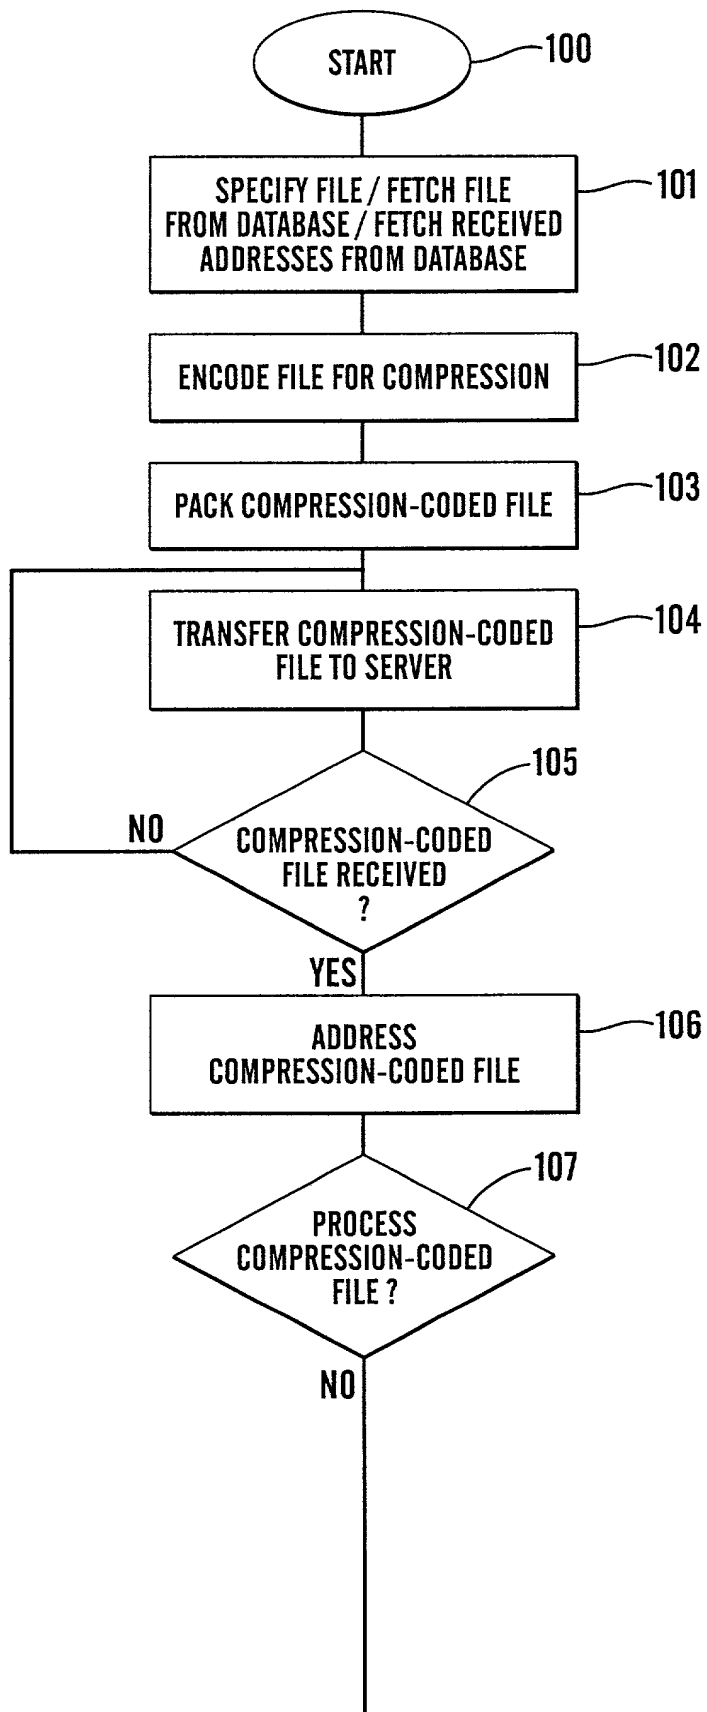 START
100
SPECIFY FILE / FETCH FILE
FROM DATABASE / FETCH RECEIVED
ADDRESSES FROM DATABASE
101
ENCODE FILE FOR COMPRESSION
102
PACK COMPRESSION-CODED FILE
103
TRANSFER COMPRESSION-CODED
FILE TO SERVER
104
105
NO
COMPRESSION-CODED
FILE RECEIVED
?
YES
ADDRESS
COMPRESSION-CODED FILE
106
107
PROCESS
COMPRESSION-CODED
FILE ?
NO